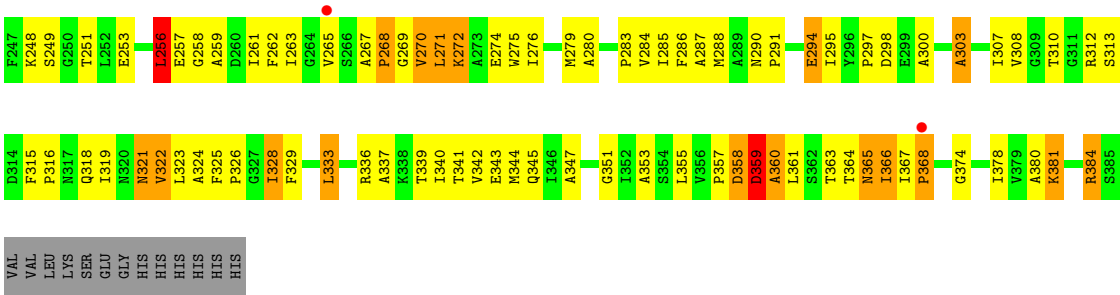 F247 K248 S249 G250 T251 L252 E253 L256 E257 G258 A259 D260 I261 F262 I263 G264 V265 S266 A267 P268 G269 V270 L271 K272 A273 E274 W275 I276 M279 A280 P283 V284 I285 F286 A287 M288 A289 N290 P291 E294 I295 Y296 P297 D298 E299 A300 A303 I307 V308 G309 T310 G311 R312 S313
D314 F315 P316 N317 Q318 I319 N320 N321 V322 L323 A324 F325 P326 G327 I328 F329 L333 R336 A337 K338 T339 I340 T341 V342 E343 M344 Q345 I346 A347 G351 I352 A353 S354 L355 V356 P357 D358 D359 A360 L361 S362 T363 T364 N365 I366 I367 P368 G374 I378 V379 A380 K381 R384 S385
VAL VAL LEU LYS SER GLU GLY HIS HIS HIS HIS HIS HIS